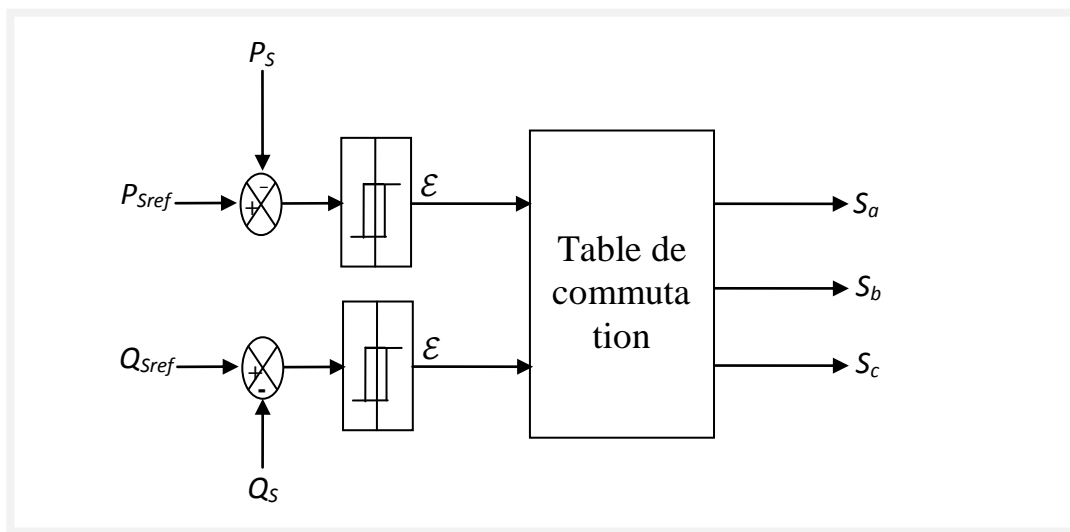 P_S
P_Sref
-
+
ε
Table de
commuta
tion
S_a
S_b
S_c
Q_Sref
+
-
ε
Q_S